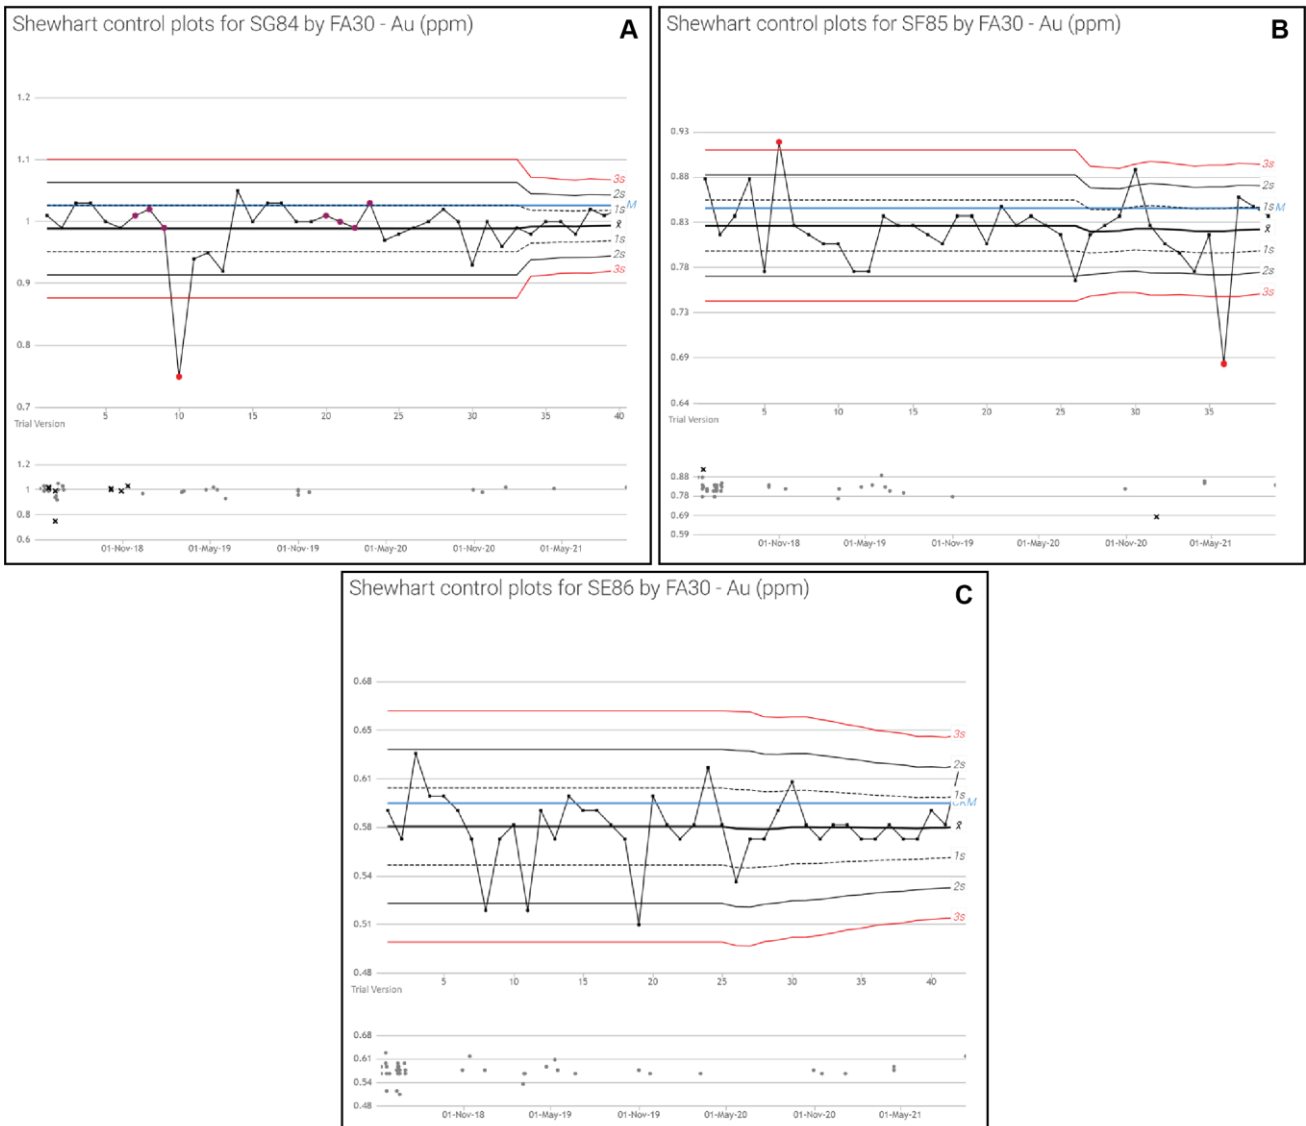 Shewhart control plots for SG84 by FA30 - Au (ppm)
A
1.2
1.1
3s
2s
M
1s
1
x̄
1s
2s
0.9
3s
0.8
0.7
5 10 15 20 25 30 35 40
Trial Version
1.2
1
0.8
0.6
01-Nov-18 01-May-19 01-Nov-19 01-May-20 01-Nov-20 01-May-21
Shewhart control plots for SF85 by FA30 - Au (ppm)
B
0.93
3s
0.88
2s
1s M
0.83
x̄
1s
0.78
2s
3s
0.73
0.69
0.64
5 10 15 20 25 30 35
Trial Version
0.88
0.78
0.69
0.59
01-Nov-18 01-May-19 01-Nov-19 01-May-20 01-Nov-20 01-May-21
Shewhart control plots for SE86 by FA30 - Au (ppm)
C
0.68
0.65
3s
2s
0.61
1s
M
0.58
x̄
1s
0.54
2s
3s
0.51
0.48
5 10 15 20 25 30 35 40
Trial Version
0.68
0.61
0.54
0.48
01-Nov-18 01-May-19 01-Nov-19 01-May-20 01-Nov-20 01-May-21